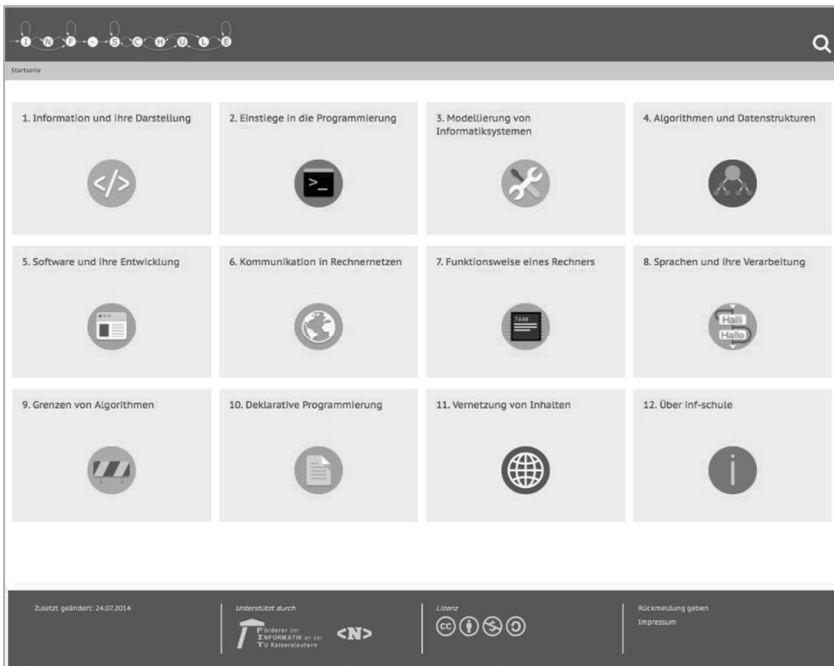 INF-SCHULE
Startseite
1. Information und ihre Darstellung
2. Einstiege in die Programmierung
3. Modellierung von
Informatiksystemen
4. Algorithmen und Datenstrukturen
</>
>_
5. Software und ihre Entwicklung
6. Kommunikation in Rechnernetzen
7. Funktionsweise eines Rechners
8. Sprachen und ihre Verarbeitung
7440
Halli
Hallo
9. Grenzen von Algorithmen
10. Deklarative Programmierung
11. Vernetzung von Inhalten
12. Über inf-schule
i
Zuletzt geändert: 24.07.2014
Unterstützt durch
Förderer der
INFORMATIK an der
TU Kaiserslautern
<N>
Lizenz
cc
Rückmeldung geben
Impressum